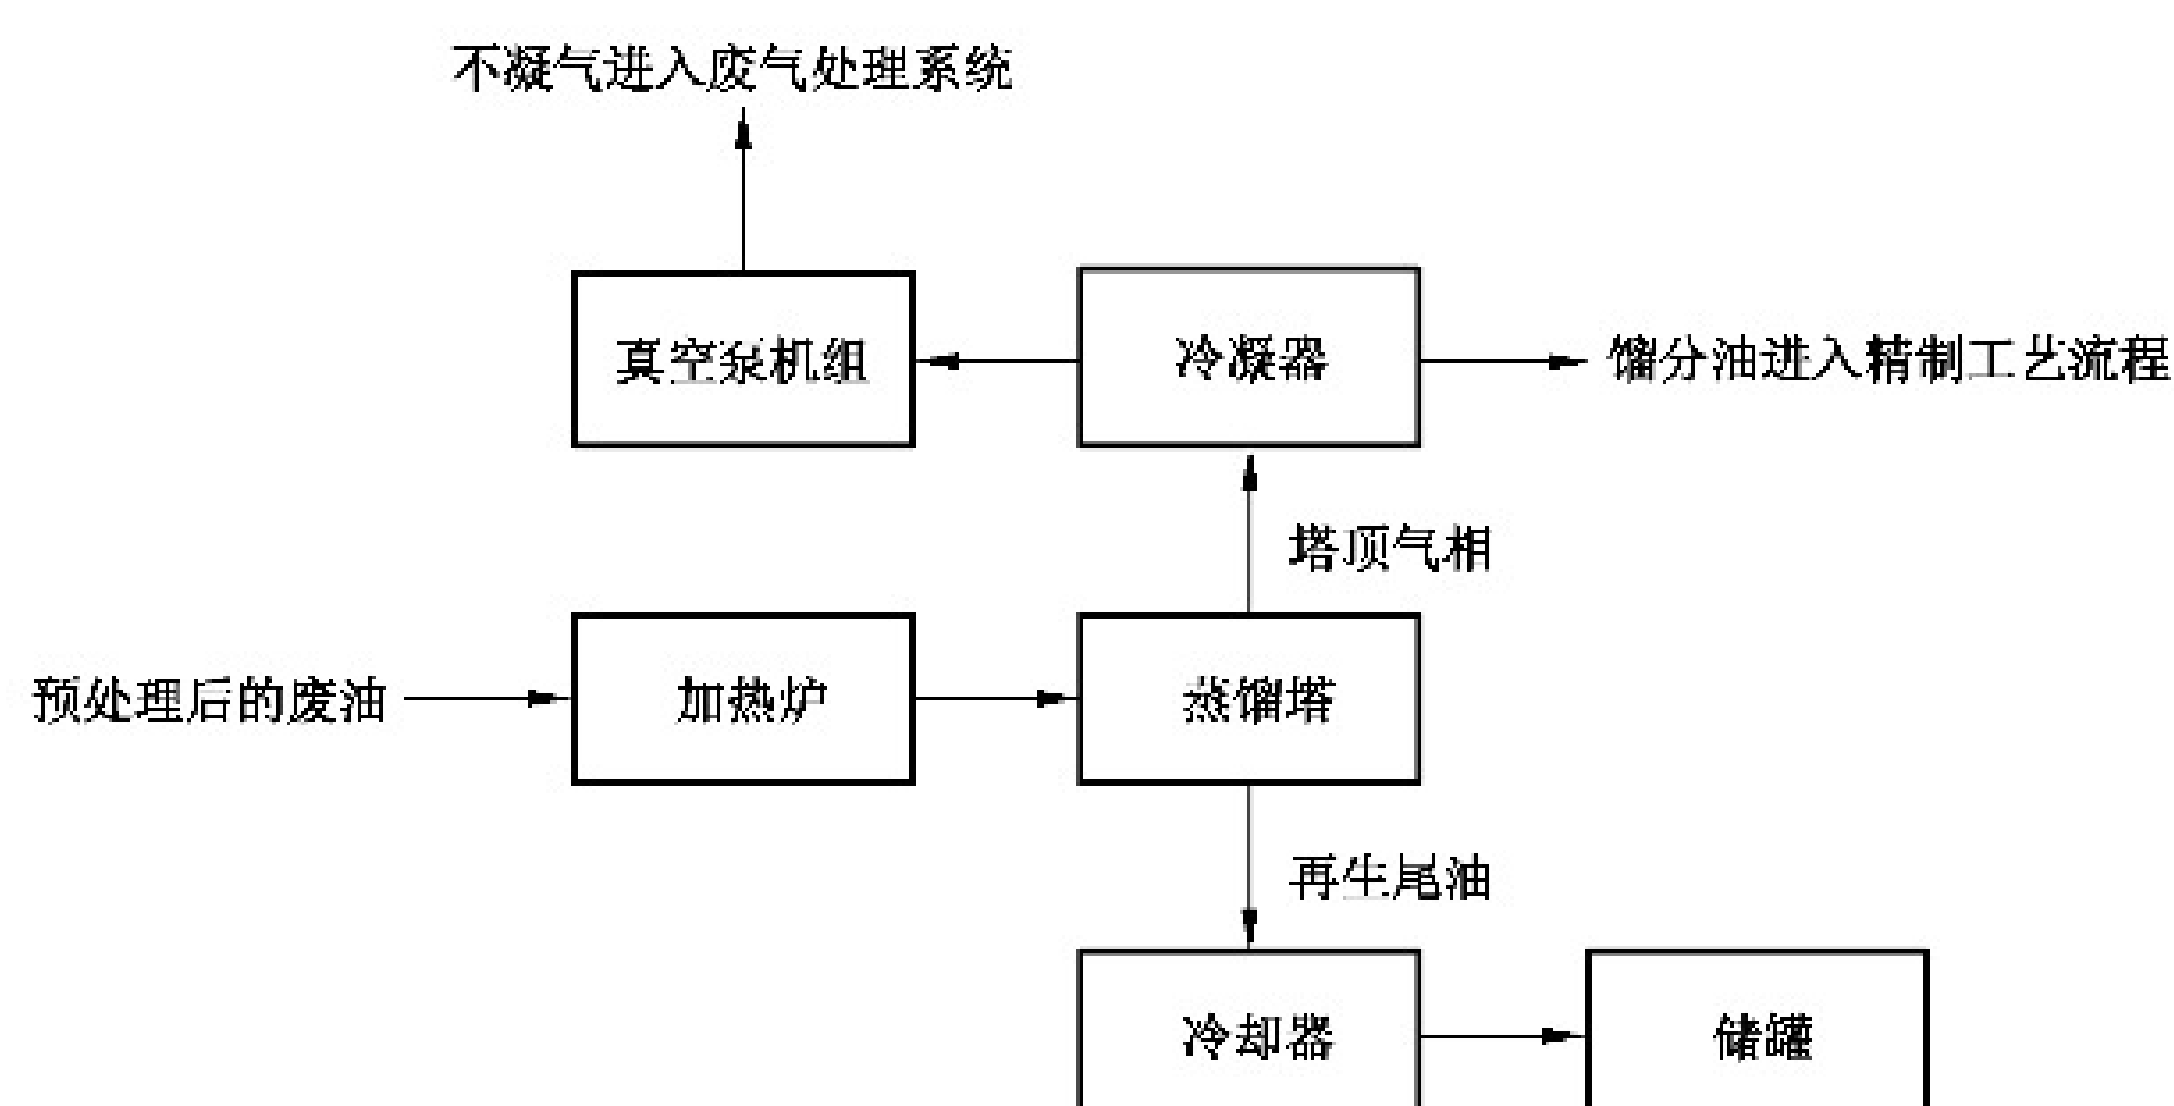 不凝气进入废气处理系统
真空泵机组
冷凝器
馏分油进入精制工艺流程
塔顶气相
预处理后的废油
加热炉
蒸馏塔
再生尾油
冷却器
储罐